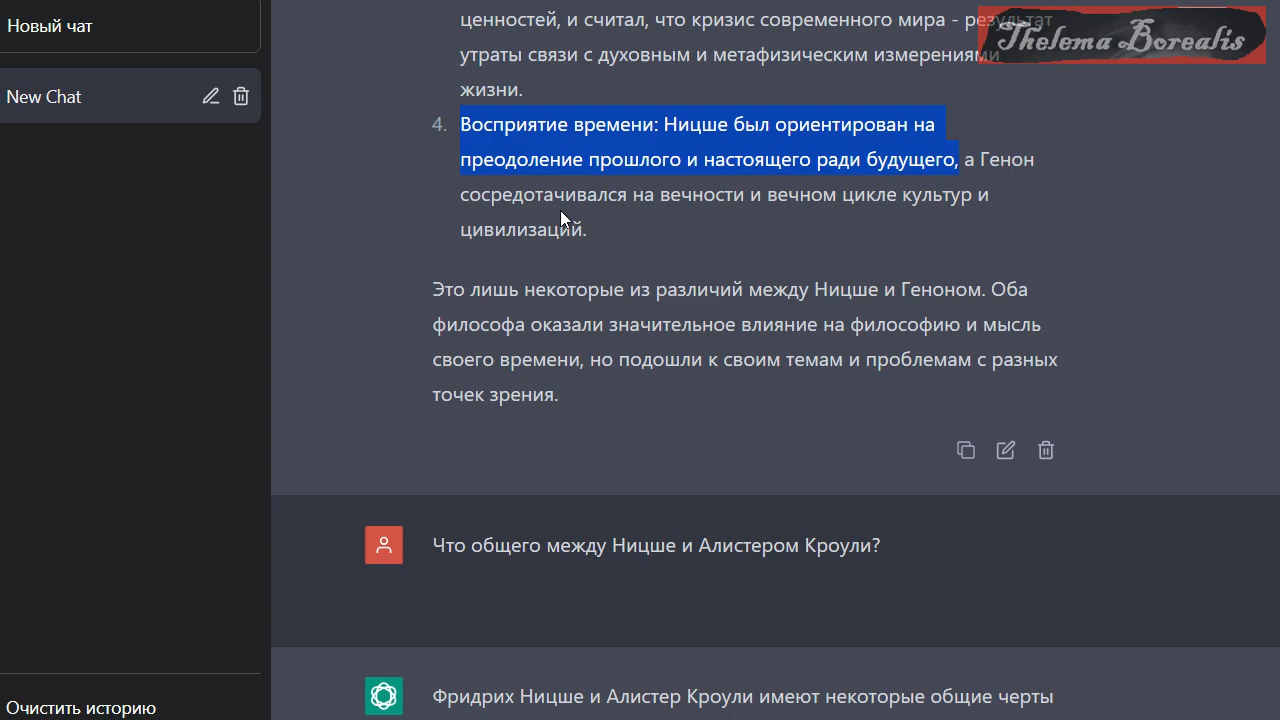 Новый чат
New Chat
Очистить историю
Thelema Borealis
ценностей, и считал, что кризис современного мира - результат
утраты связи с духовным и метафизическим измерениями
жизни.
4. Восприятие времени: Ницше был ориентирован на
преодоление прошлого и настоящего ради будущего, а Генон
сосредотачивался на вечности и вечном цикле культур и
цивилизаций.
Это лишь некоторые из различий между Ницше и Геноном. Оба
философа оказали значительное влияние на философию и мысль
своего времени, но подошли к своим темам и проблемам с разных
точек зрения.
Что общего между Ницше и Алистером Кроули?
Фридрих Ницше и Алистер Кроули имеют некоторые общие черты